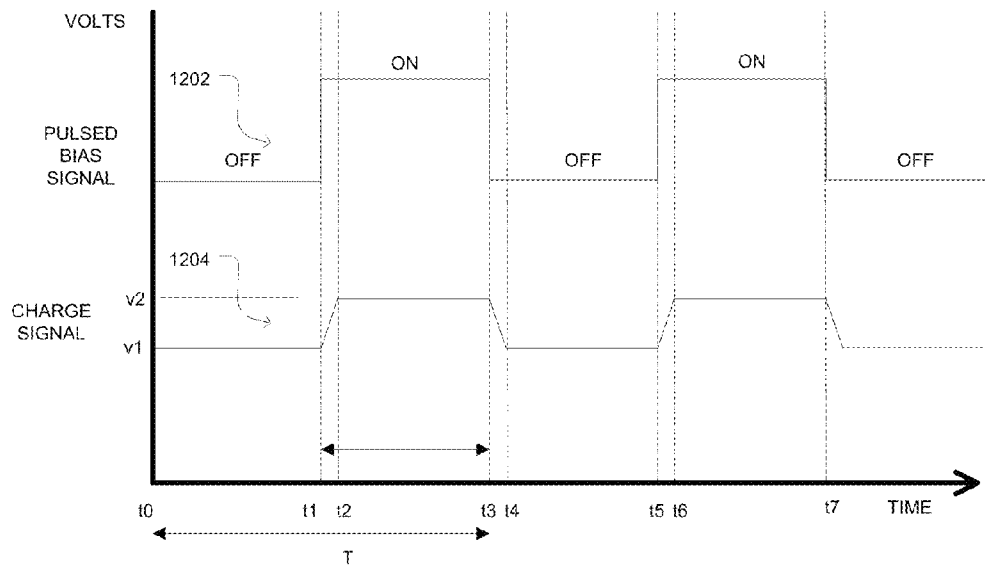 VOLTS
ON
ON
1202
PULSED
BIAS
SIGNAL
OFF
OFF
OFF
1204
CHARGE
SIGNAL
v2
v1
t0
t1
t2
t3
t4
t5
t6
t7
TIME
T